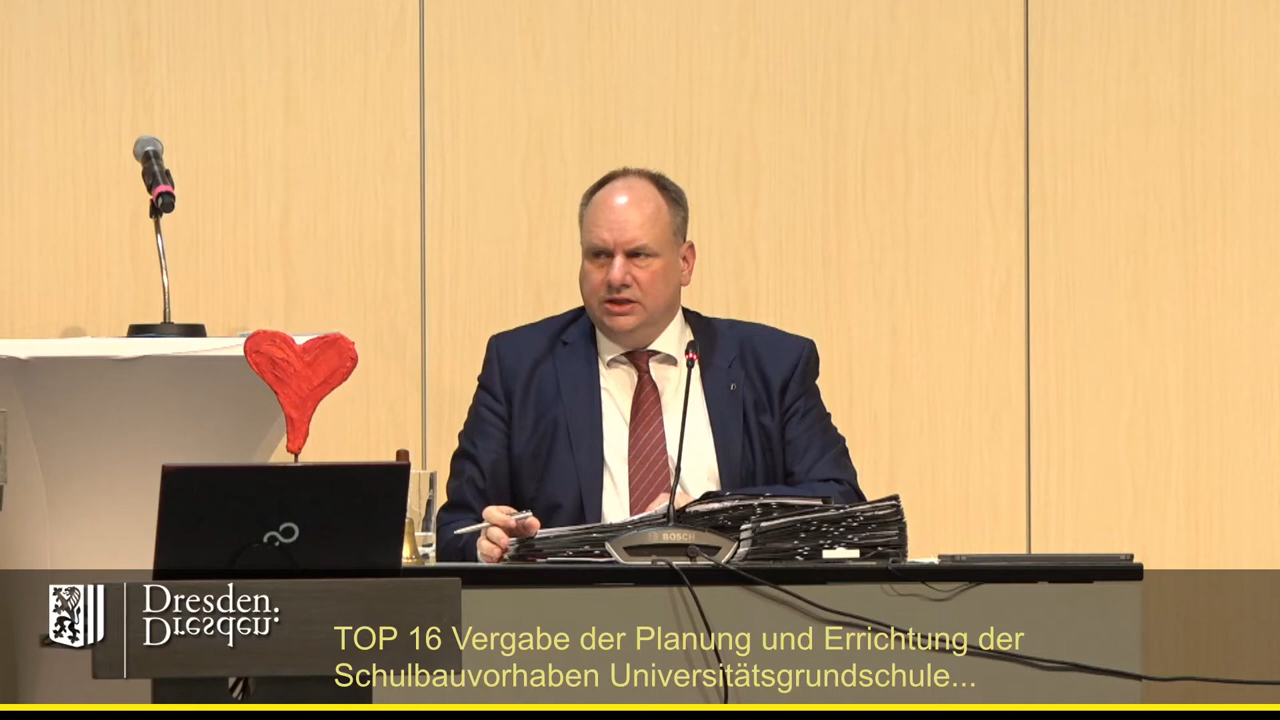 BOSCH
Dresden.
Dresden.
TOP 16 Vergabe der Planung und Errichtung der
Schulbauvorhaben Universitätsgrundschule...